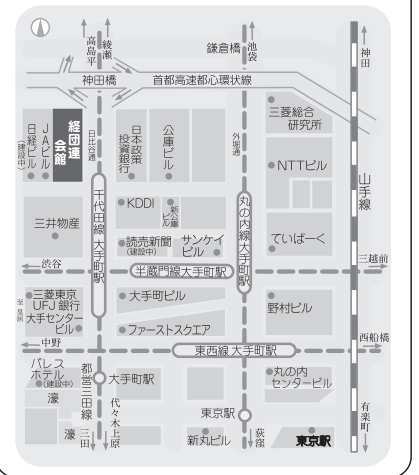 高島平
綾瀬
鎌倉橋
池袋
神田
神田橋
首都高速都心環状線
三菱総合
研究所
日経ビル
(建設中)
JAビル
経団連
会館
日比谷通
日本政策
投資銀行
公庫ビル
外堀通
NTTビル
山手線
千代田線 大手町駅
KDDI
新公庫
ビル
丸の内線 大手町駅
三井物産
読売新聞
(建設中)
サンケイ
ビル
ていぱーく
三越前
渋谷
半蔵門線大手町駅
至 皇居
三菱東京
UFJ銀行
大手センター
ビル
大手町ビル
野村ビル
ファーストスクエア
西船橋
中野
東西線 大手町駅
パレス
ホテル
(建設中)
都営三田線
大手町駅
丸の内
センタービル
濠
代々木上原
東京駅
有楽町
濠
三田
新丸ビル
荻窪
東京駅